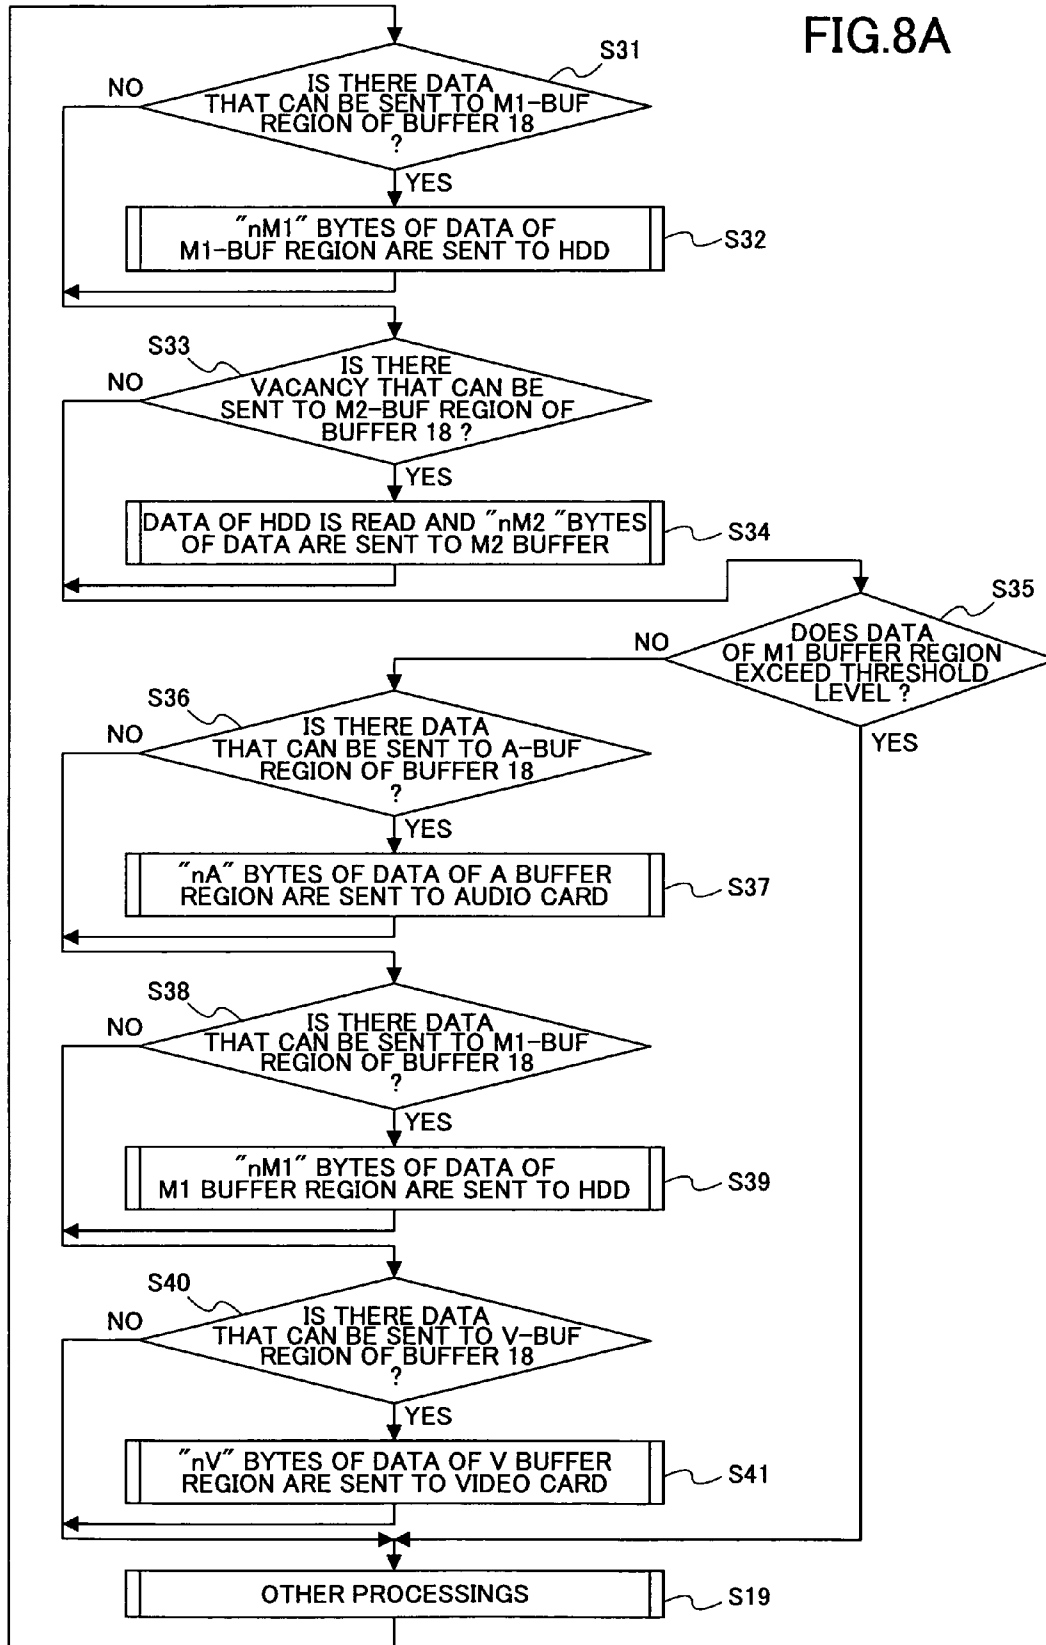 FIG.8A
S31
NO
IS THERE DATA
THAT CAN BE SENT TO M1-BUF
REGION OF BUFFER 18
?
YES
"nM1" BYTES OF DATA OF
M1-BUF REGION ARE SENT TO HDD
S32
S33
NO
IS THERE
VACANCY THAT CAN BE
SENT TO M2-BUF REGION OF
BUFFER 18 ?
YES
DATA OF HDD IS READ AND "nM2 "BYTES
OF DATA ARE SENT TO M2 BUFFER
S34
S35
NO
DOES DATA
OF M1 BUFFER REGION
EXCEED THRESHOLD
LEVEL ?
YES
S36
NO
IS THERE DATA
THAT CAN BE SENT TO A-BUF
REGION OF BUFFER 18
?
YES
"nA" BYTES OF DATA OF A BUFFER
REGION ARE SENT TO AUDIO CARD
S37
S38
NO
IS THERE DATA
THAT CAN BE SENT TO M1-BUF
REGION OF BUFFER 18
?
YES
"nM1" BYTES OF DATA OF
M1 BUFFER REGION ARE SENT TO HDD
S39
S40
NO
IS THERE DATA
THAT CAN BE SENT TO V-BUF
REGION OF BUFFER 18
?
YES
"nV" BYTES OF DATA OF V BUFFER
REGION ARE SENT TO VIDEO CARD
S41
OTHER PROCESSINGS
S19